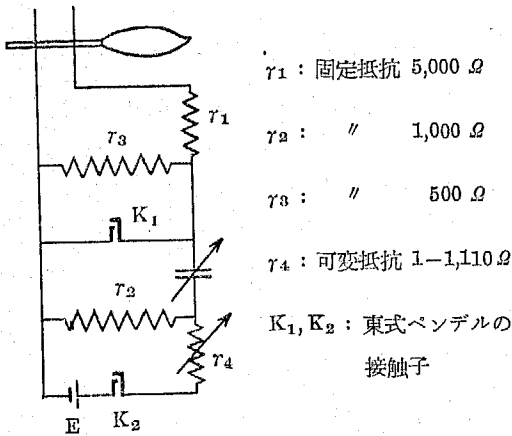 r1
r3
K1
r2
r4
E
K2
r1 : 固定抵抗 5,000 Ω
r2 : 〃 1,000 Ω
r3 : 〃 500 Ω
r4 : 可変抵抗 1-1,110 Ω
K1, K2 : 東式ペンデルの
接触子